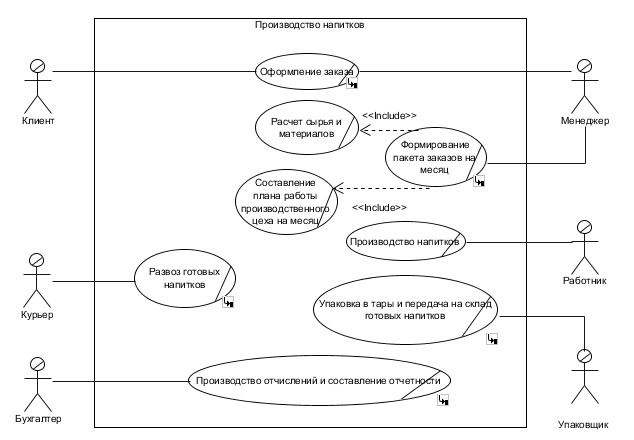 Производство напитков
Оформление заказа
Клиент
Менеджер
Расчет сырья и
материалов
<<Include>>
Формирование
пакета заказов на
месяц
Составление
плана работы
производственного
цеха на месяц
<<Include>>
Производство напитков
Работник
Развоз готовых
напитков
Курьер
Упаковка в тары и передача на склад
готовых напитков
Производство отчислений и составление отчетности
Бухгалтер
Упаковщик